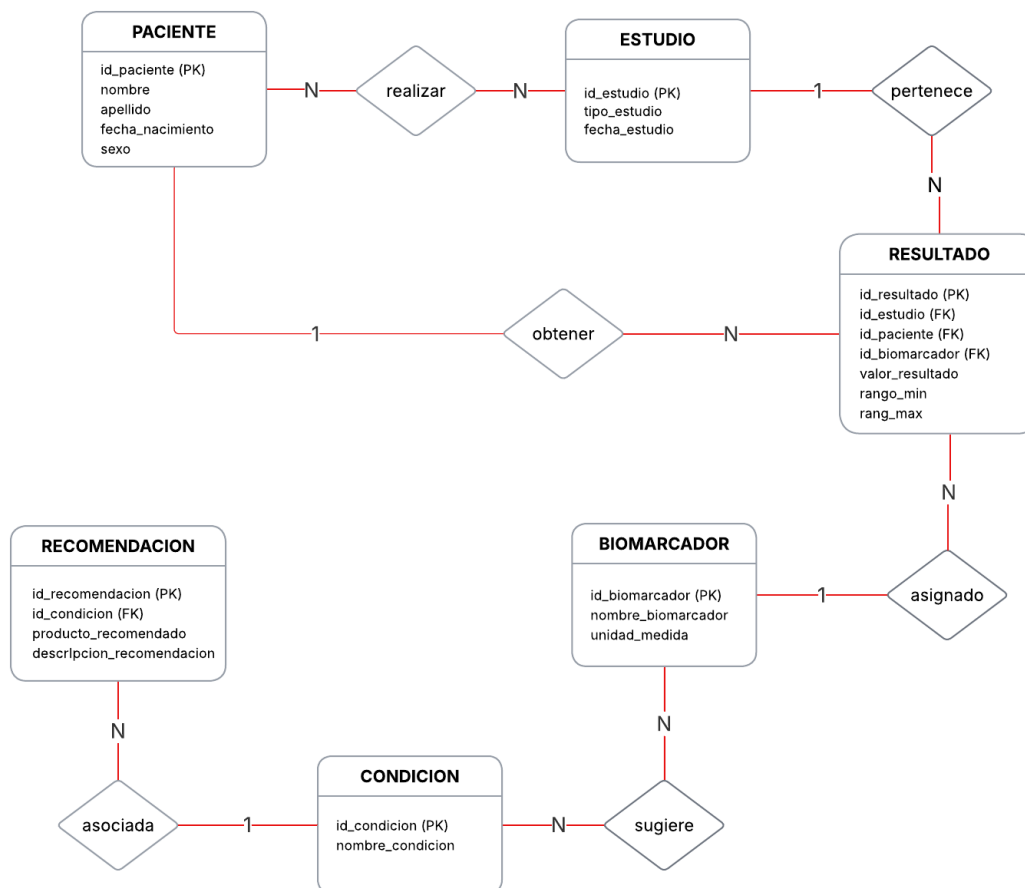 PACIENTE
id_paciente (PK)
nombre
apellido
fecha_nacimiento
sexo
N
realizar
N
ESTUDIO
id_estudio (PK)
tipo_estudio
fecha_estudio
1
pertenece
N
RESULTADO
id_resultado (PK)
id_estudio (FK)
id_paciente (FK)
id_biomarcador (FK)
valor_resultado
rango_min
rang_max
1
obtener
N
N
asignado
1
BIOMARCADOR
id_biomarcador (PK)
nombre_biomarcador
unidad_medida
N
sugiere
N
CONDICION
id_condicion (PK)
nombre_condicion
1
asociada
N
RECOMENDACION
id_recomendacion (PK)
id_condicion (FK)
producto_recomendado
descrIpcion_recomendacion